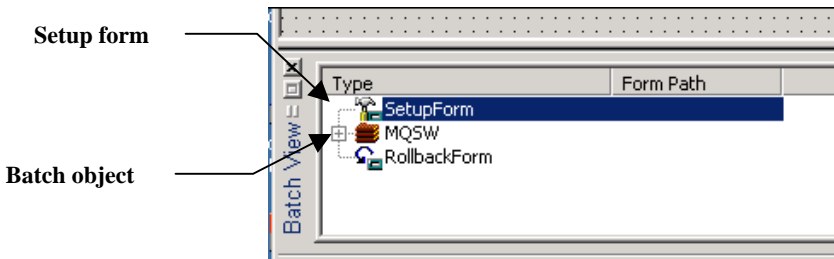 Setup form
Batch object
Batch View
Type Form Path
SetupForm
MQSW
RollbackForm